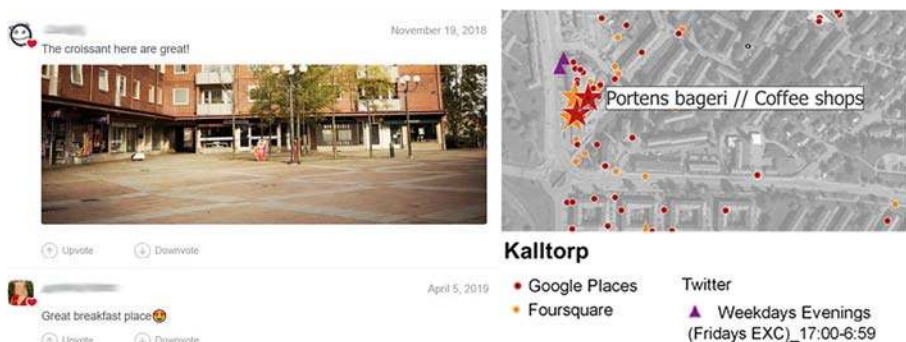 November 19, 2018
The croissant here are great!
Upvote
Downvote
April 5, 2019
Great breakfast place
Upvote
Downvote
Portens bageri // Coffee shops
Kalltorp
Google Places
Foursquare
Twitter
Weekdays Evenings
(Fridays EXC)_17:00-6:59